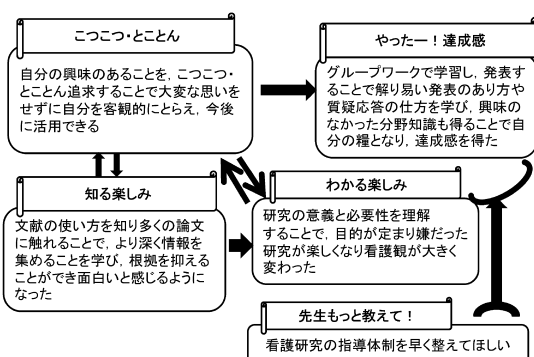 こつこつ・とことん
自分の興味のあることを，こつこつ・
とことん追求することで大変な思いを
せずに自分を客観的にとらえ，今後
に活用できる
やったー！達成感
グループワークで学習し，発表す
ることで解り易い発表のあり方や
質疑応答の仕方を学び，興味の
なかった分野知識も得ることで自
分の糧となり，達成感を得た
知る楽しみ
文献の使い方を知り多くの論文
に触れることで，より深く情報を
集めることを学び，根拠を抑える
ことができ面白いと感じるように
なった
わかる楽しみ
研究の意義と必要性を理解
することで，目的が定まり嫌だった
研究が楽しくなり看護観が大きく
変わった
先生もっと教えて！
看護研究の指導体制を早く整えてほしい